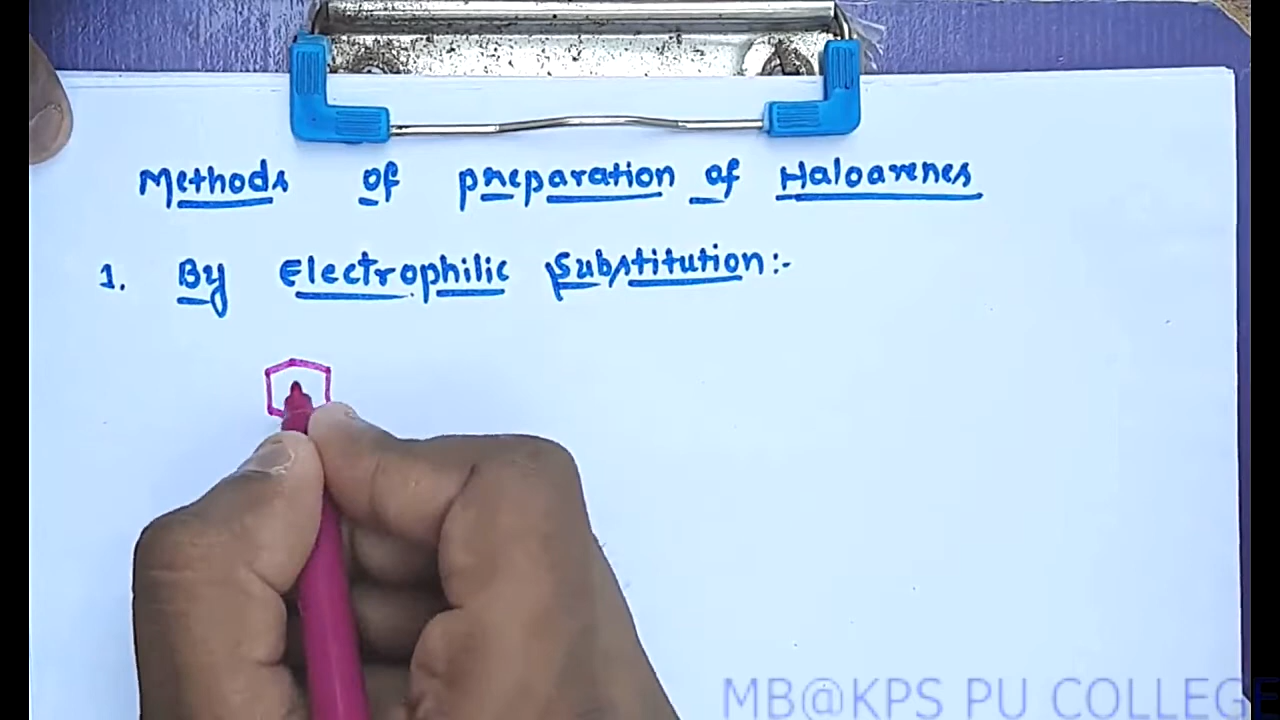 Methods of preparation of Haloarenes
1. By Electrophilic Substitution:-
MB@KPS PU COLLEGE